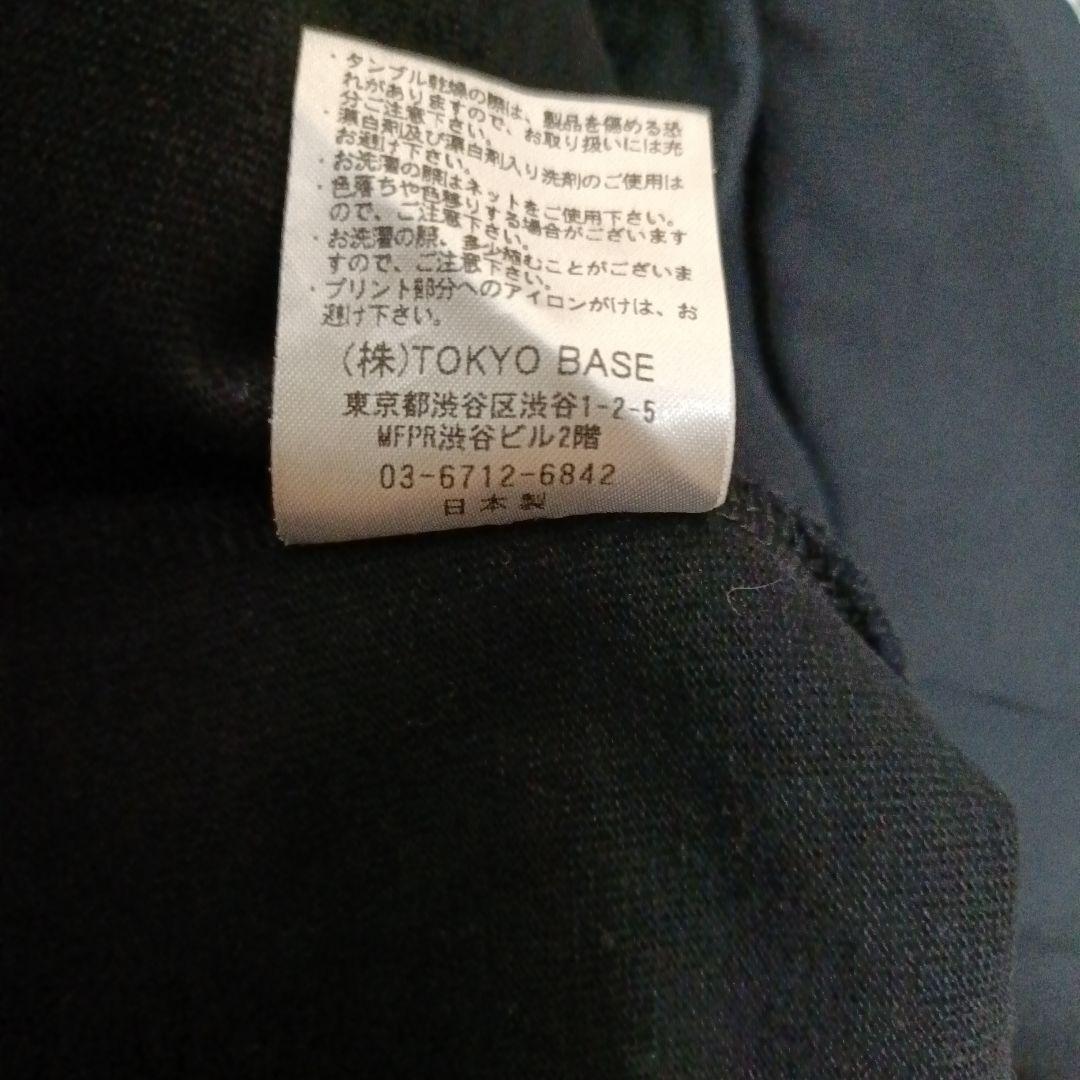 ・タンブル乾燥の際は、製品を傷める恐
れがありますので、お取り扱いには充
分ご注意下さい。
・漂白剤及び漂白剤入り洗剤のご使用は
お避け下さい。
・お洗濯の際はネットをご使用下さい。
・色落ちや色移りする場合がございます
ので、ご注意下さい。
・お洗濯の際、多少縮むことがございま
すので、ご注意下さい。
・プリント部分へのアイロンがけは、お
避け下さい。
(株)TOKYO BASE
東京都渋谷区渋谷1-2-5
MFPR渋谷ビル2階
03-6712-6842
日本製